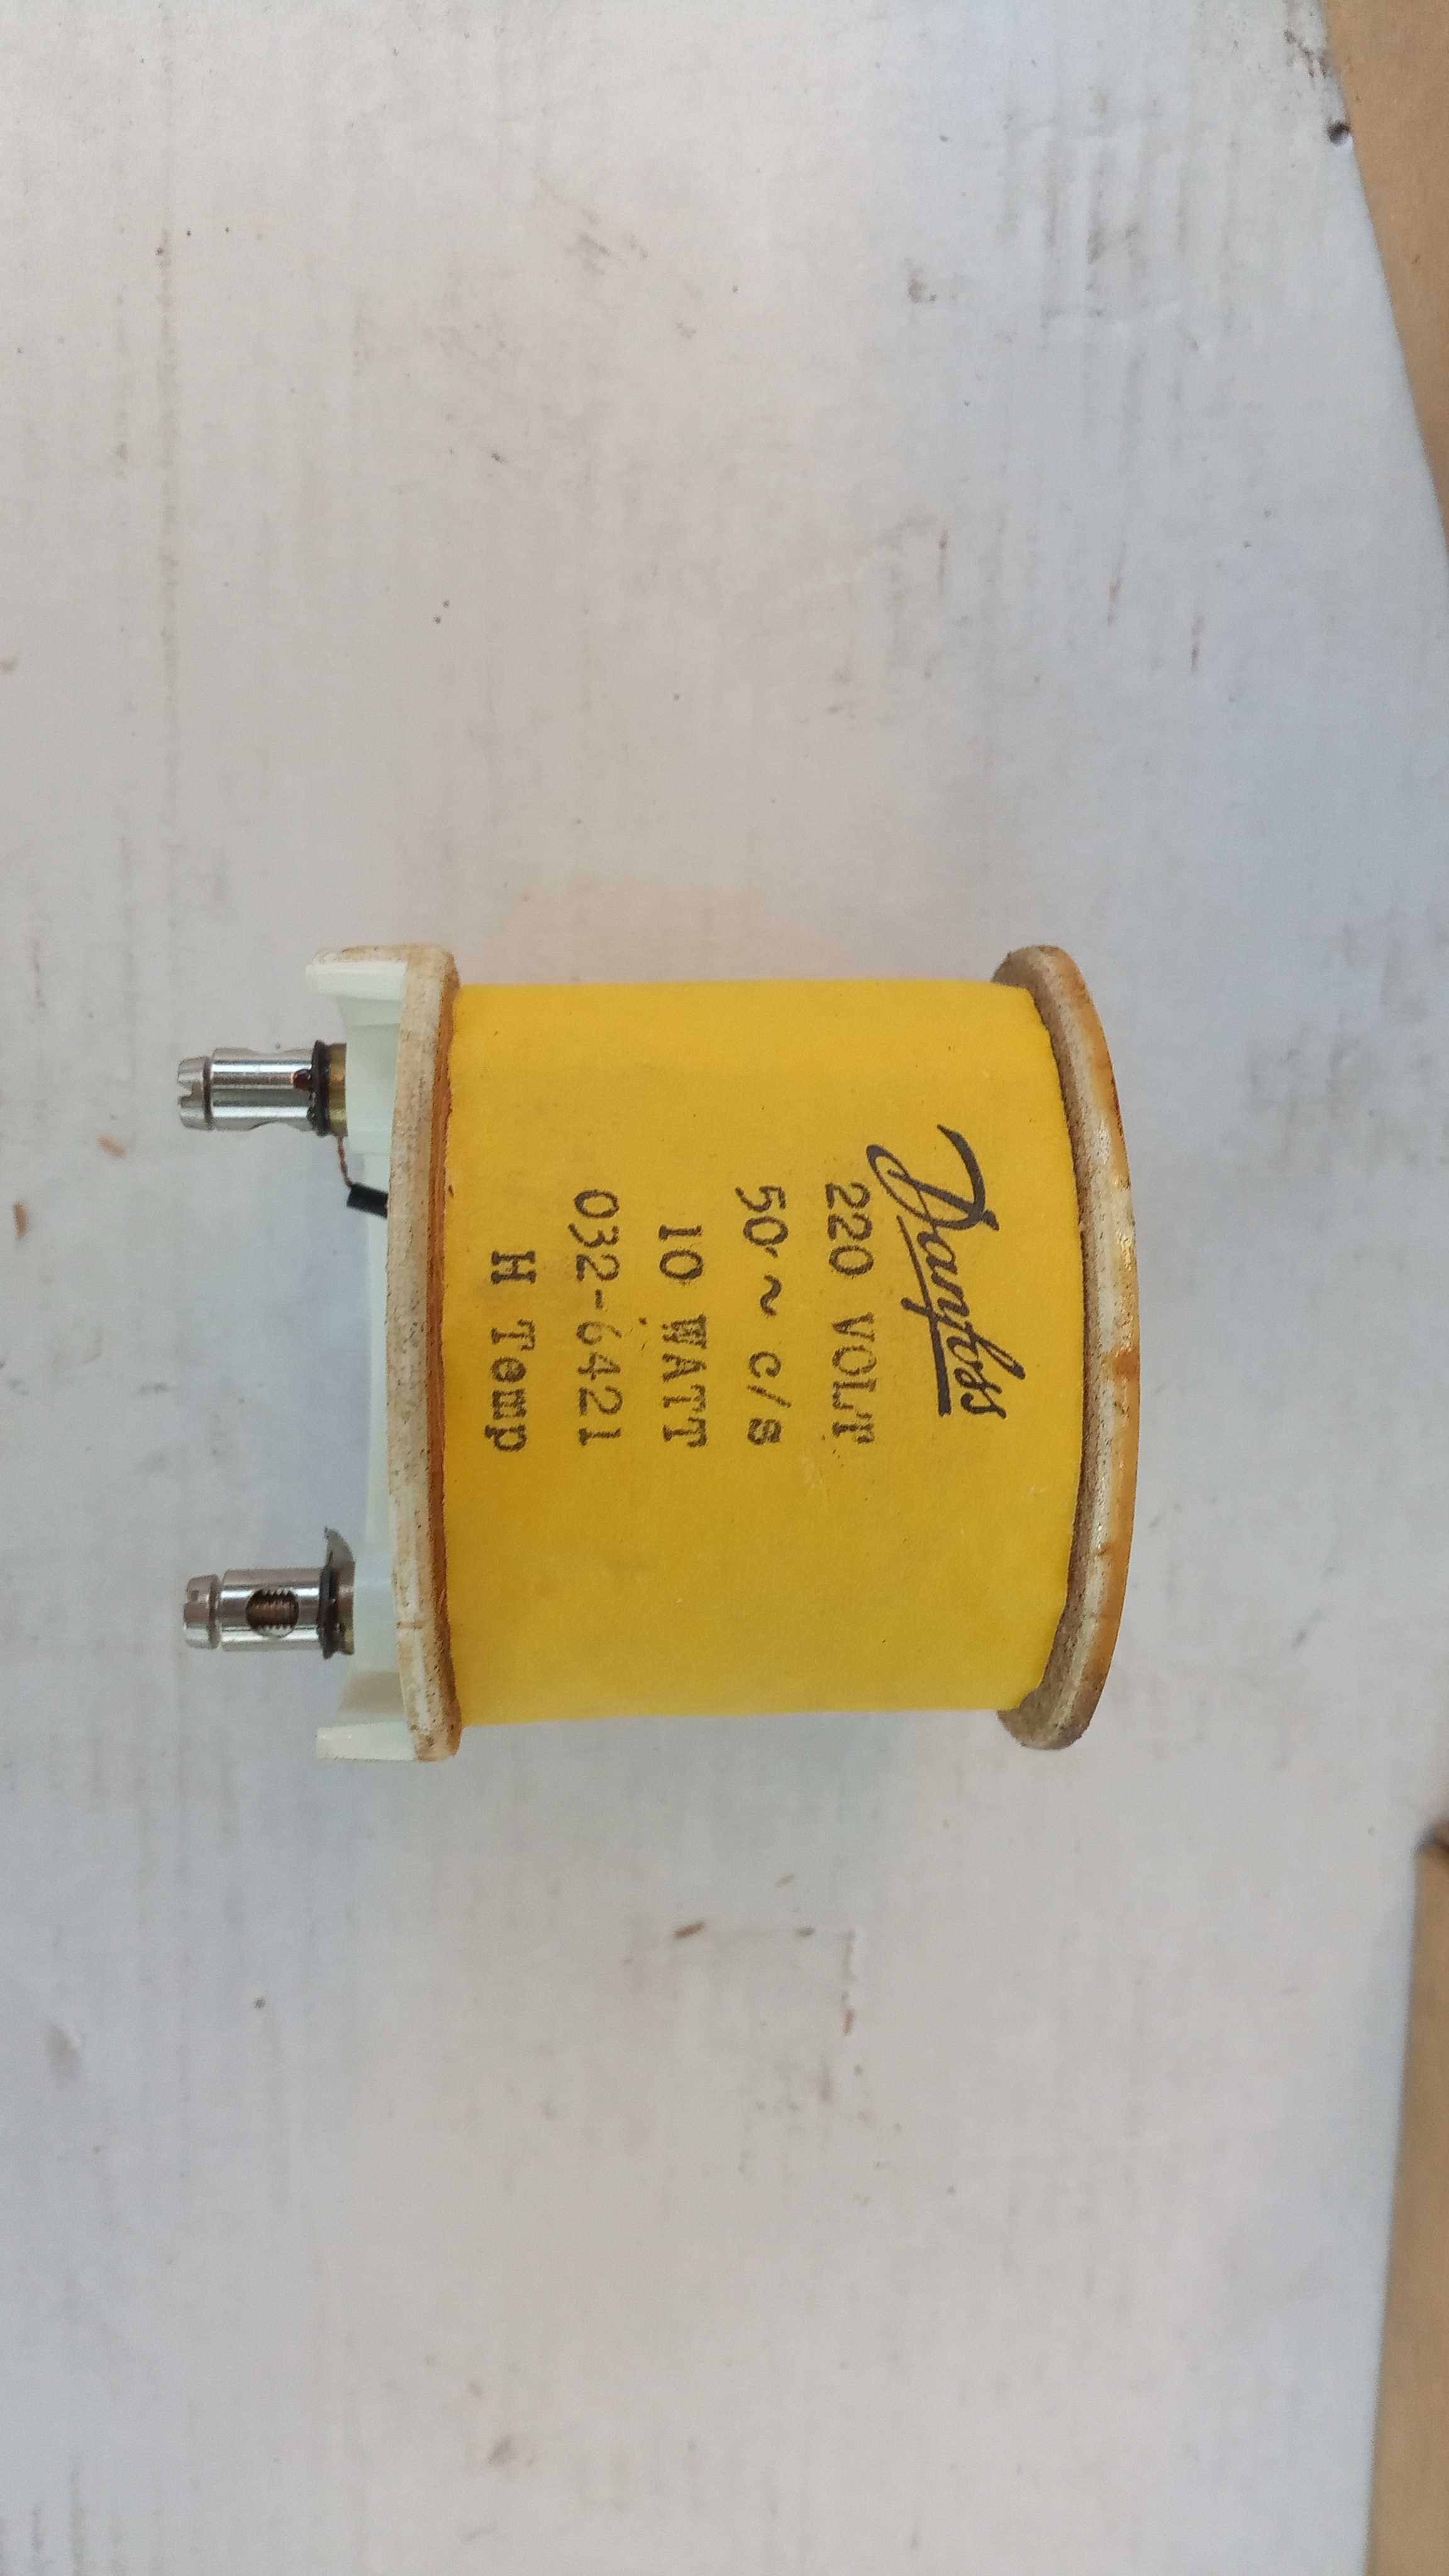 Danfoss
220 VOLT
50 ~ c/s
10 WATT
032-6421
H Temp